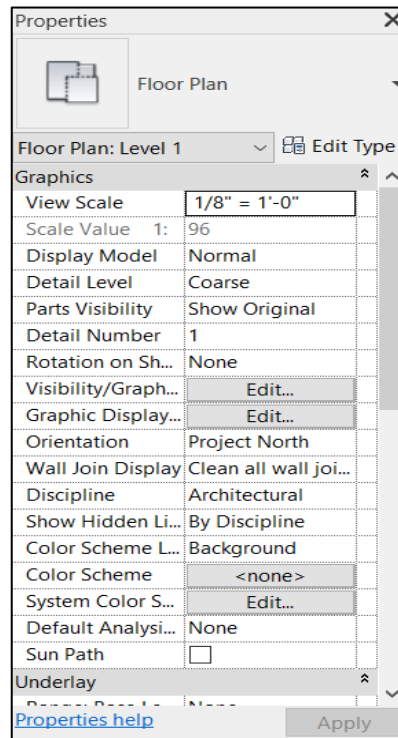 Properties
Floor Plan
Floor Plan: Level 1 Edit Type
Graphics
View Scale 1/8" = 1'-0"
Scale Value 1: 96
Display Model Normal
Detail Level Coarse
Parts Visibility Show Original
Detail Number 1
Rotation on Sh... None
Visibility/Graph... Edit...
Graphic Display... Edit...
Orientation Project North
Wall Join Display Clean all wall joi...
Discipline Architectural
Show Hidden Li... By Discipline
Color Scheme L... Background
Color Scheme <none>
System Color S... Edit...
Default Analysi... None
Sun Path
Underlay
Properties help Apply